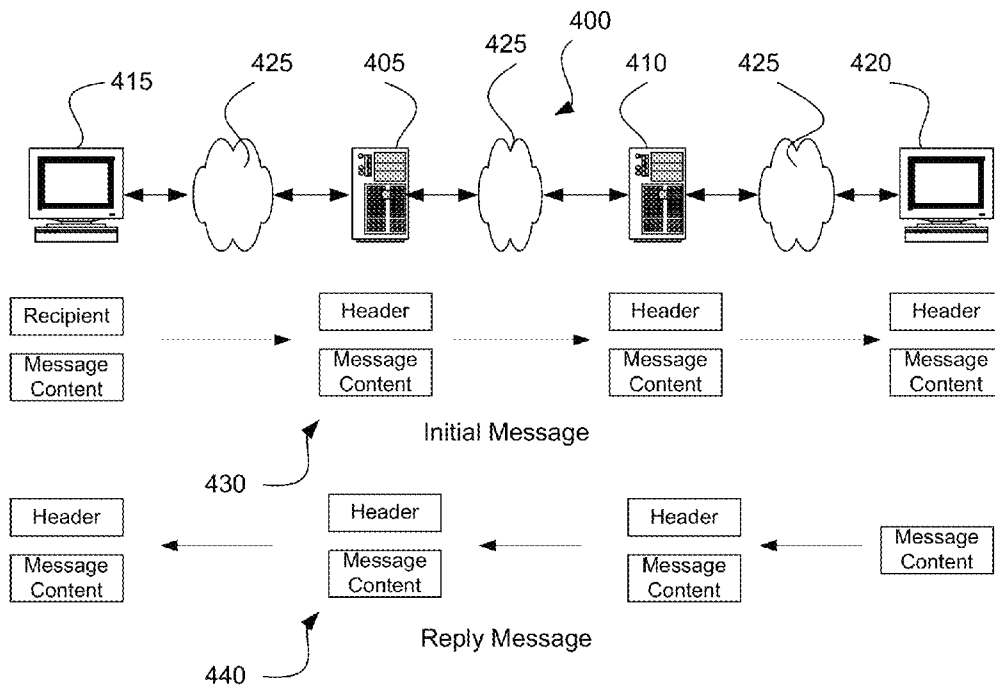 400
415
425
405
425
410
425
420
Recipient
Message
Content
Header
Message
Content
Header
Message
Content
Header
Message
Content
Initial Message
430
Header
Message
Content
Header
Message
Content
Header
Message
Content
Message
Content
Reply Message
440